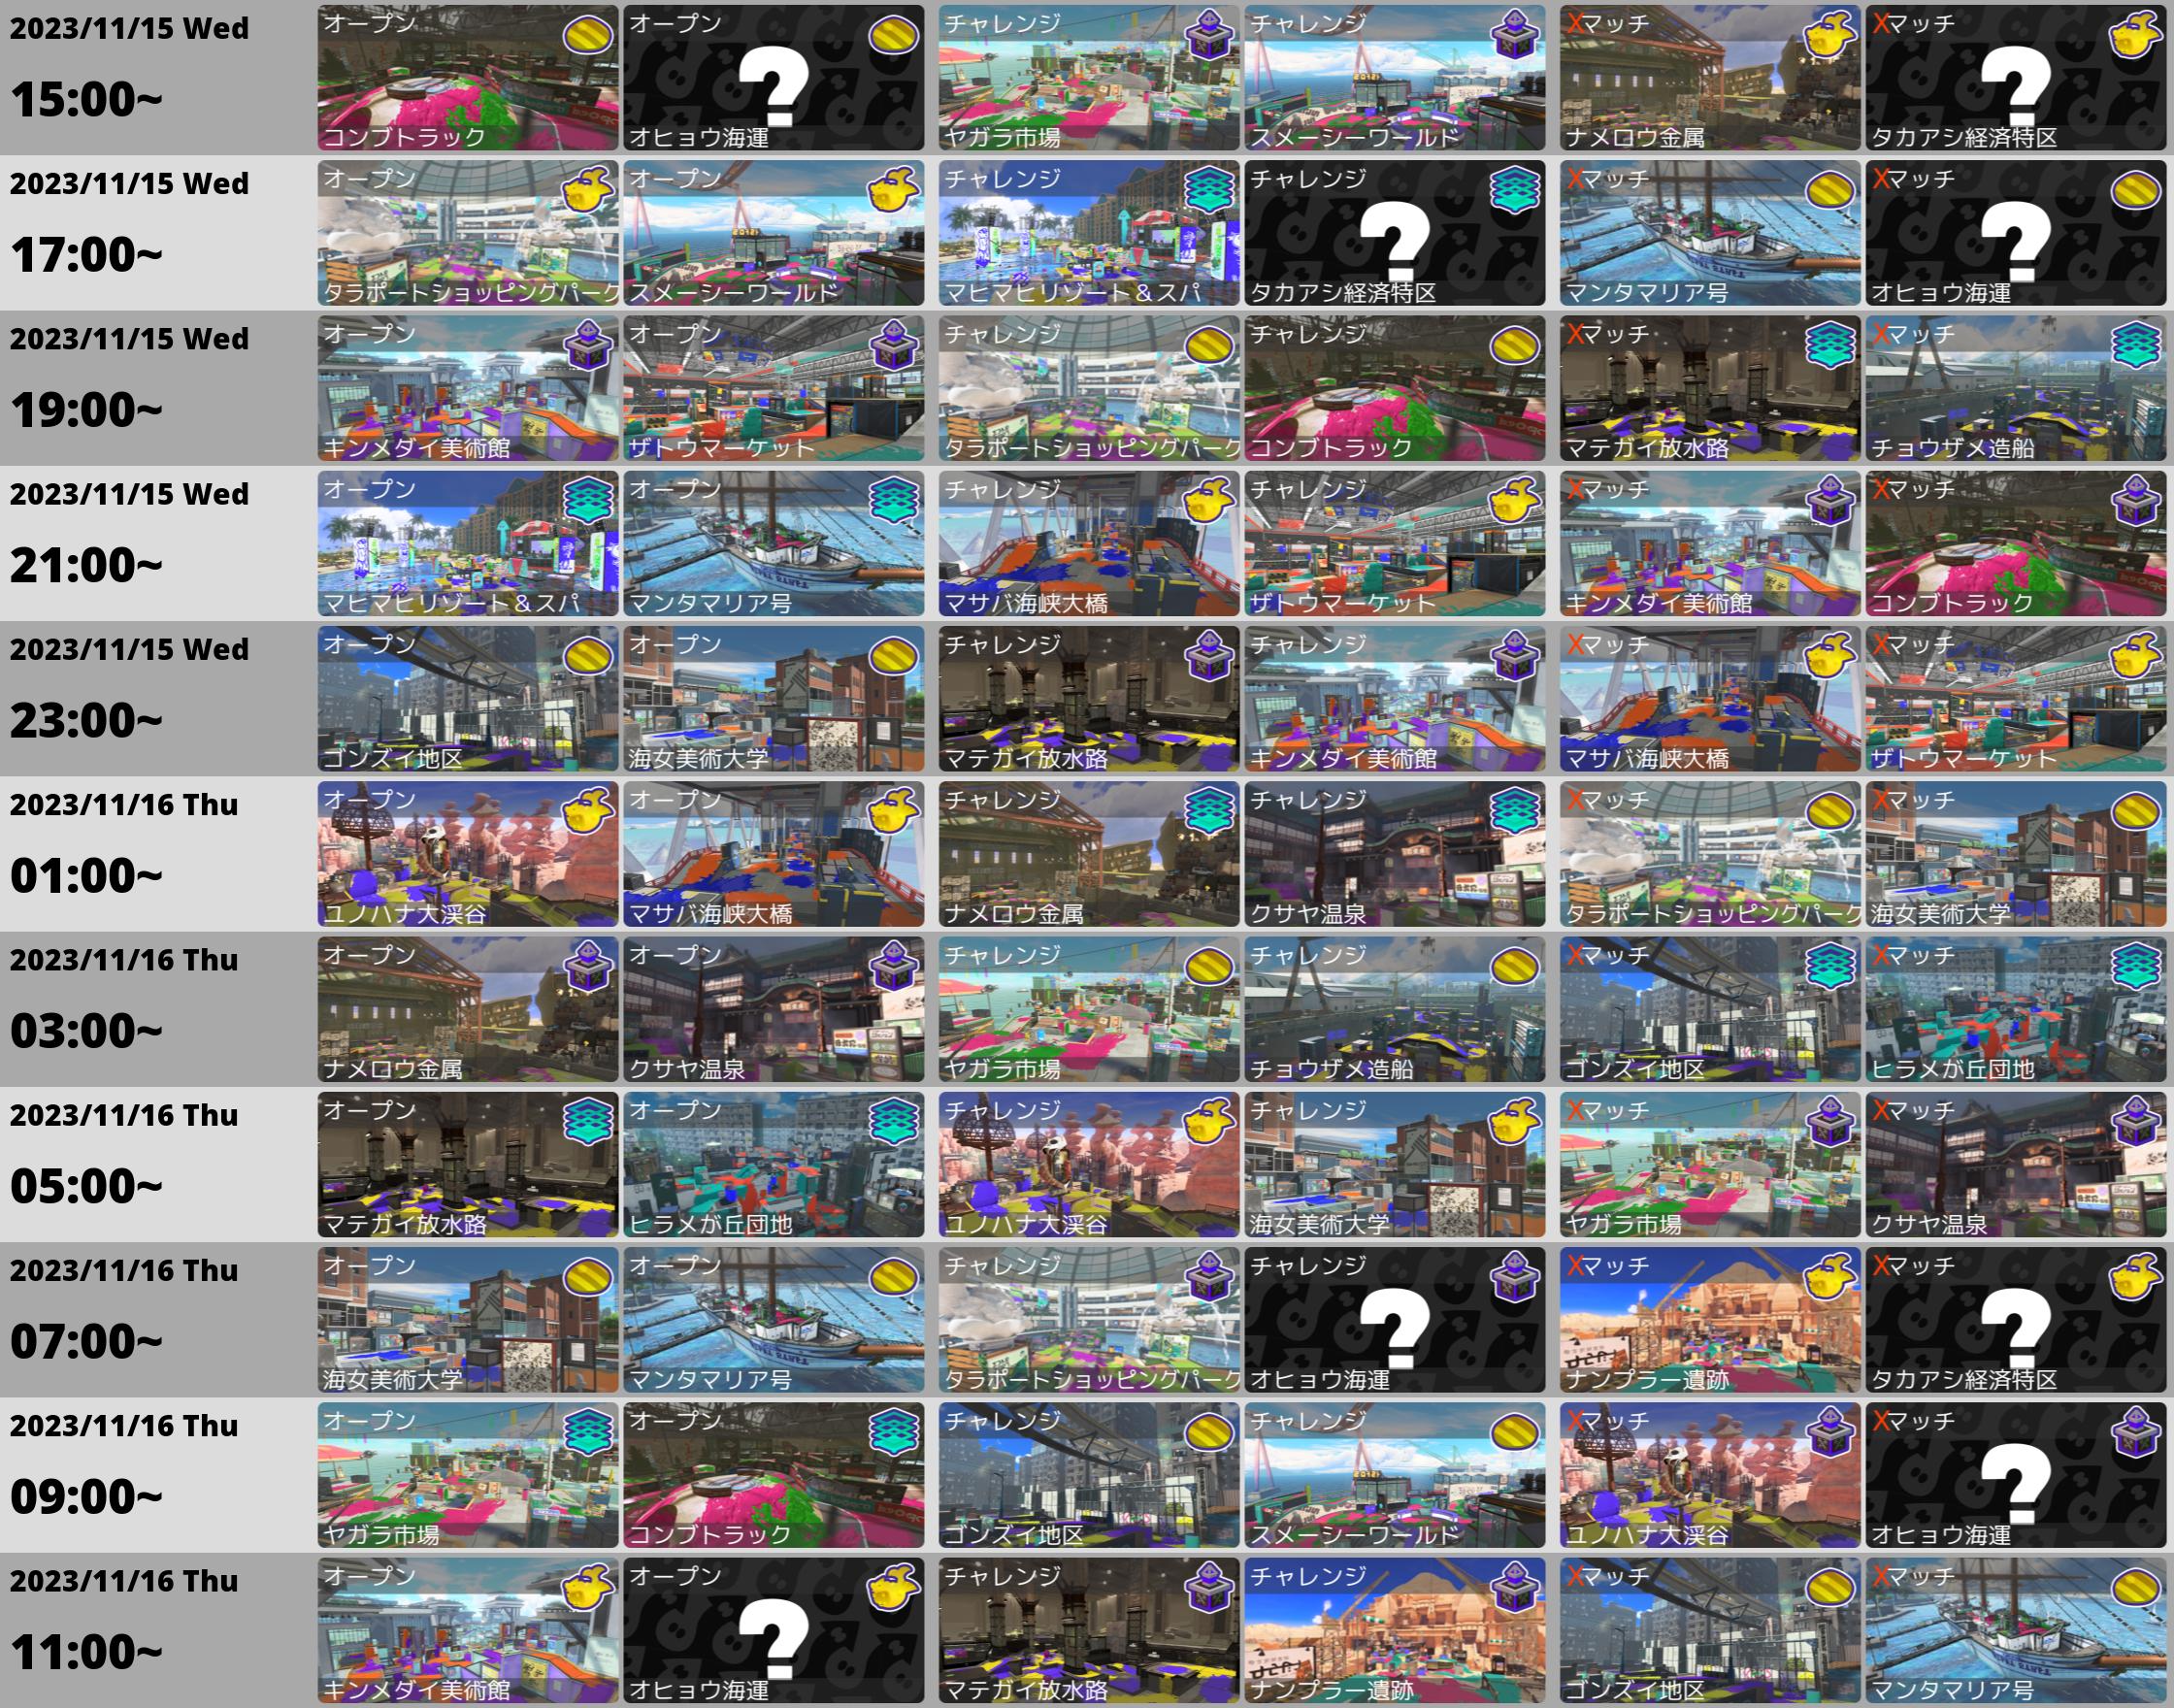 2023/11/15 Wed
15:00~
オープン
コンブトラック
オープン
オヒョウ海運
チャレンジ
ヤガラ市場
チャレンジ
スメーシーワールド
Xマッチ
ナメロウ金属
Xマッチ
タカアシ経済特区
2023/11/15 Wed
17:00~
オープン
タラポートショッピングパーク
オープン
スメーシーワールド
チャレンジ
マヒマヒリゾート&スパ
チャレンジ
タカアシ経済特区
Xマッチ
マンタマリア号
Xマッチ
オヒョウ海運
2023/11/15 Wed
19:00~
オープン
キンメダイ美術館
オープン
ザトウマーケット
チャレンジ
タラポートショッピングパーク
チャレンジ
コンブトラック
Xマッチ
マテガイ放水路
Xマッチ
チョウザメ造船
2023/11/15 Wed
21:00~
オープン
マヒマヒリゾート&スパ
オープン
マンタマリア号
チャレンジ
マサバ海峡大橋
チャレンジ
ザトウマーケット
Xマッチ
キンメダイ美術館
Xマッチ
コンブトラック
2023/11/15 Wed
23:00~
オープン
ゴンズイ地区
オープン
海女美術大学
チャレンジ
マテガイ放水路
チャレンジ
キンメダイ美術館
Xマッチ
マサバ海峡大橋
Xマッチ
ザトウマーケット
2023/11/16 Thu
01:00~
オープン
ユノハナ大渓谷
オープン
マサバ海峡大橋
チャレンジ
ナメロウ金属
チャレンジ
クサヤ温泉
Xマッチ
タラポートショッピングパーク
Xマッチ
海女美術大学
2023/11/16 Thu
03:00~
オープン
ナメロウ金属
オープン
クサヤ温泉
チャレンジ
ヤガラ市場
チャレンジ
チョウザメ造船
Xマッチ
ゴンズイ地区
Xマッチ
ヒラメが丘団地
2023/11/16 Thu
05:00~
オープン
マテガイ放水路
オープン
ヒラメが丘団地
チャレンジ
ユノハナ大渓谷
チャレンジ
海女美術大学
Xマッチ
ヤガラ市場
Xマッチ
クサヤ温泉
2023/11/16 Thu
07:00~
オープン
海女美術大学
オープン
マンタマリア号
チャレンジ
タラポートショッピングパーク
チャレンジ
オヒョウ海運
Xマッチ
ナンプラー遺跡
Xマッチ
タカアシ経済特区
2023/11/16 Thu
09:00~
オープン
ヤガラ市場
オープン
コンブトラック
チャレンジ
ゴンズイ地区
チャレンジ
スメーシーワールド
Xマッチ
ユノハナ大渓谷
Xマッチ
オヒョウ海運
2023/11/16 Thu
11:00~
オープン
キンメダイ美術館
オープン
オヒョウ海運
チャレンジ
マテガイ放水路
チャレンジ
ナンプラー遺跡
Xマッチ
ゴンズイ地区
Xマッチ
マンタマリア号